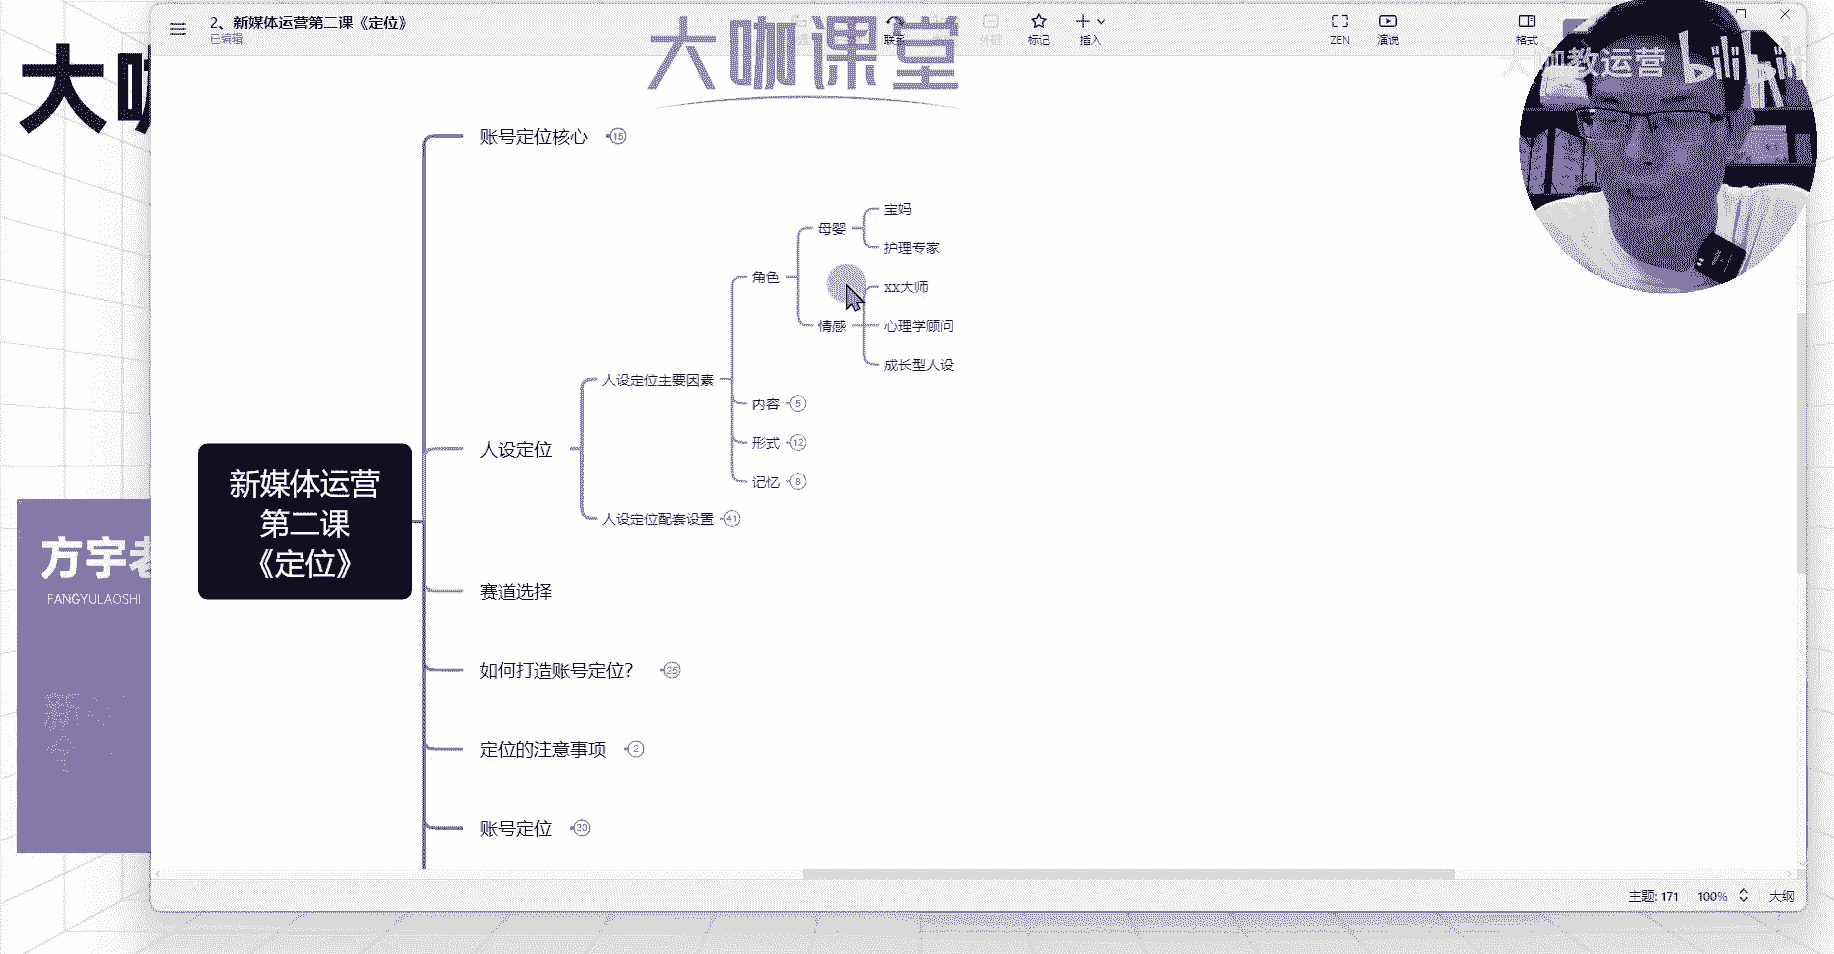 2、新媒体运营第二课《定位》
已编辑
大咖课堂
标记
插入
ZEN
演说
格式
大咖教运营
bilibili
账号定位核心
15
宝妈
母婴
护理专家
角色
xx大师
情感
心理学顾问
成长型人设
人设定位主要因素
内容
5
人设定位
形式
12
记忆
8
人设定位配套设置
41
新媒体运营
第二课
《定位》
赛道选择
如何打造账号定位？
25
定位的注意事项
2
账号定位
30
方宇老
FANGYULAOSHI
主题: 171
100%
大纲